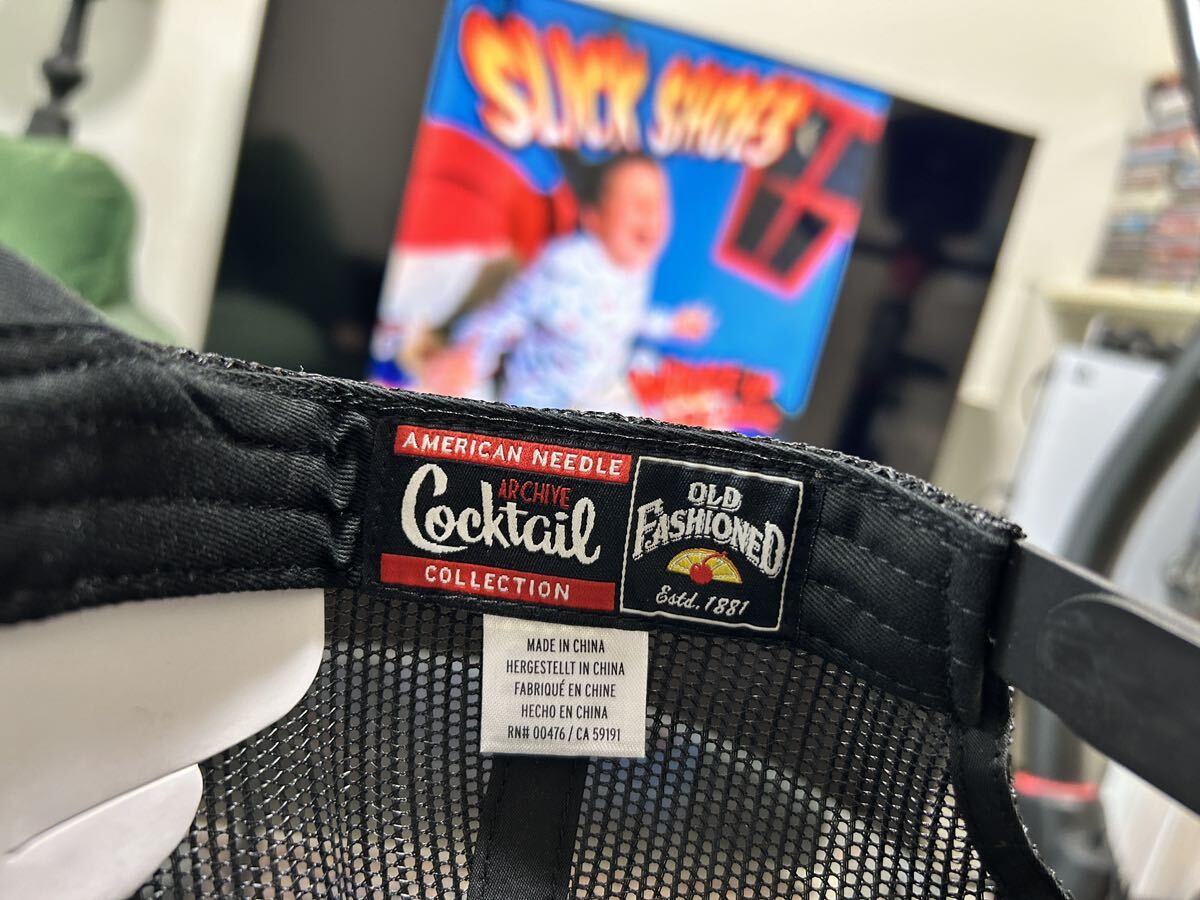 SLICK SHOES
AMERICAN NEEDLE
ARCHIVE
Cocktail
COLLECTION
OLD
FASHIONED
Estd. 1881
MADE IN CHINA
HERGESTELLT IN CHINA
FABRIQUÉ EN CHINE
HECHO EN CHINA
RN# 00476 / CA 59191